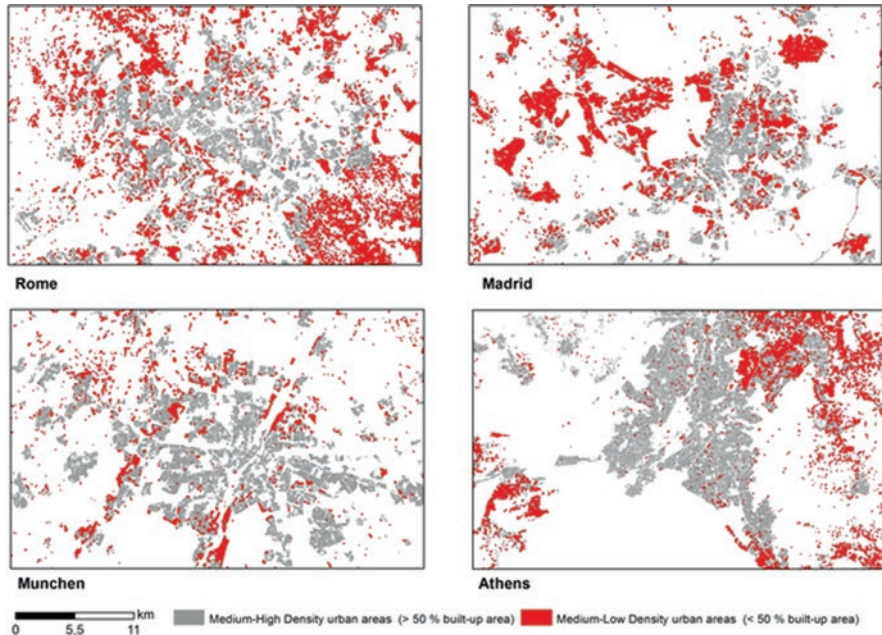 Rome
Madrid
Munchen
Athens
km
0 5,5 11
Medium-High Density urban areas (> 50 % built-up area)
Medium-Low Density urban areas (< 50 % built-up area)